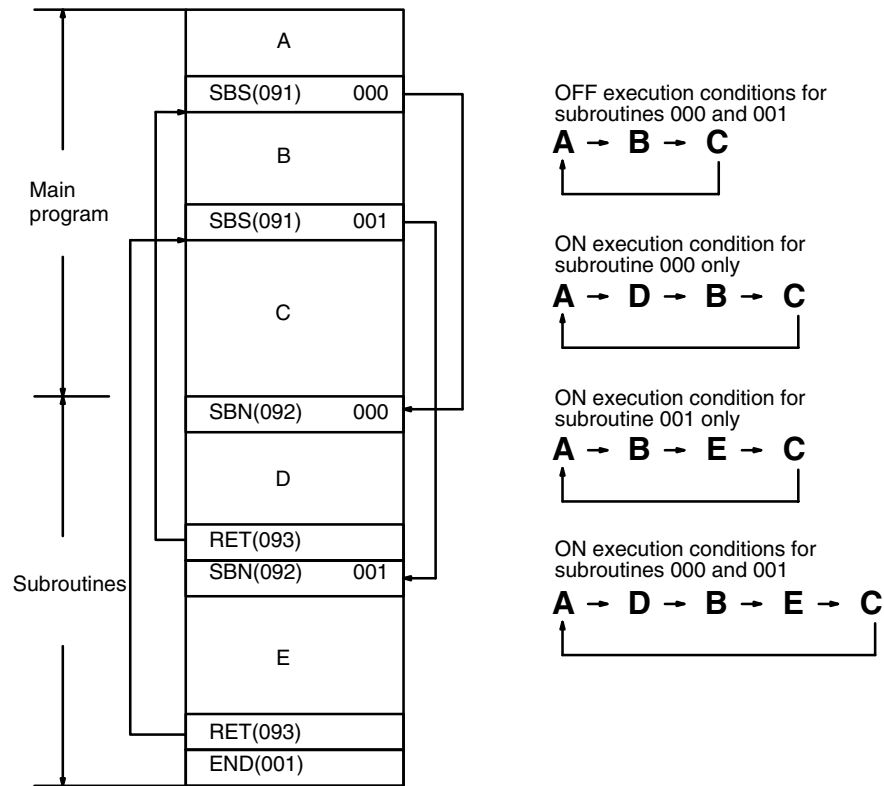 A
SBS(091) 000
B
Main
program
SBS(091) 001
C
SBN(092) 000
D
RET(093)
SBN(092) 001
Subroutines
E
RET(093)
END(001)
OFF execution conditions for
subroutines 000 and 001
A → B → C
ON execution condition for
subroutine 000 only
A → D → B → C
ON execution condition for
subroutine 001 only
A → B → E → C
ON execution conditions for
subroutines 000 and 001
A → D → B → E → C